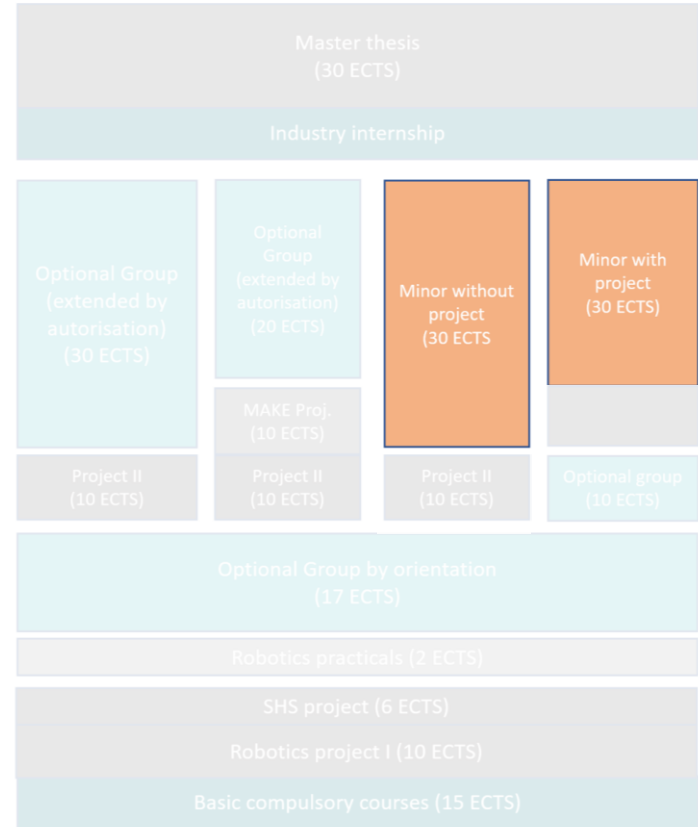 Master thesis
(30 ECTS)
Industry internship
Optional Group
(extended by
autorisation)
(30 ECTS)
Optional
Group
(extended by
autorisation)
(20 ECTS)
MAKE Proj.
(10 ECTS)
Minor without
project
(30 ECTS
Minor with
project
(30 ECTS)
Project II
(10 ECTS)
Project II
(10 ECTS)
Project II
(10 ECTS)
Optional group
(10 ECTS)
Optional Group by orientation
(17 ECTS)
Robotics practicals (2 ECTS)
SHS project (6 ECTS)
Robotics project I (10 ECTS)
Basic compulsory courses (15 ECTS)